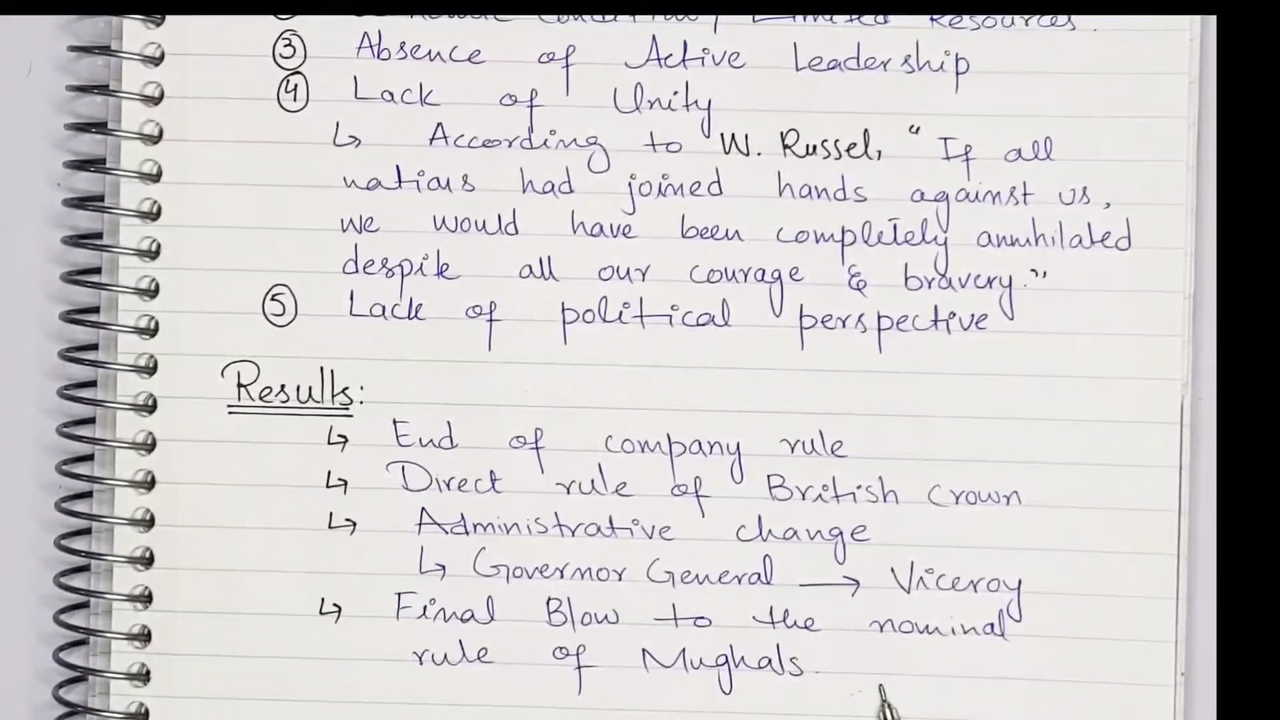 Limited Resources.
③ Absence of Active Leadership
④ Lack of Unity
↳ According to W. Russel, "If all
nations had joined hands against us,
we would have been completely annihilated
despite all our courage & bravery."
⑤ Lack of political perspective
Results:
↳ End of company rule
↳ Direct rule of British Crown
↳ Administrative change
↳ Governor General → Viceroy
↳ Final Blow to the nominal
rule of Mughals.